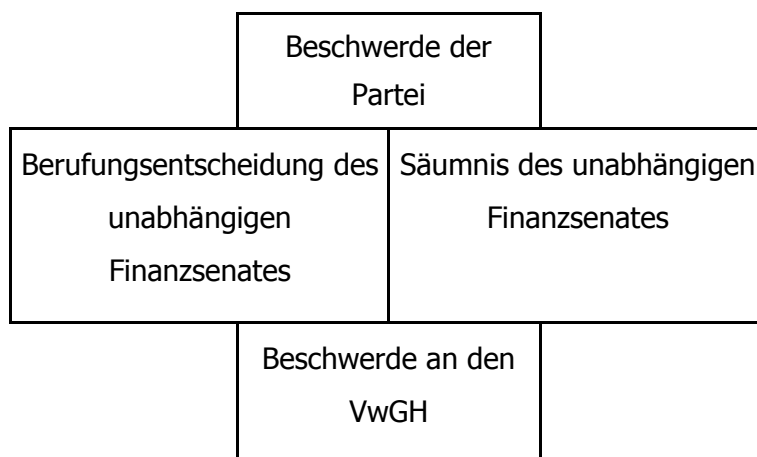 Beschwerde der
Partei
Berufungsentscheidung des
unabhängigen
Finanzsenates
Säumnis des unabhängigen
Finanzsenates
Beschwerde an den
VwGH